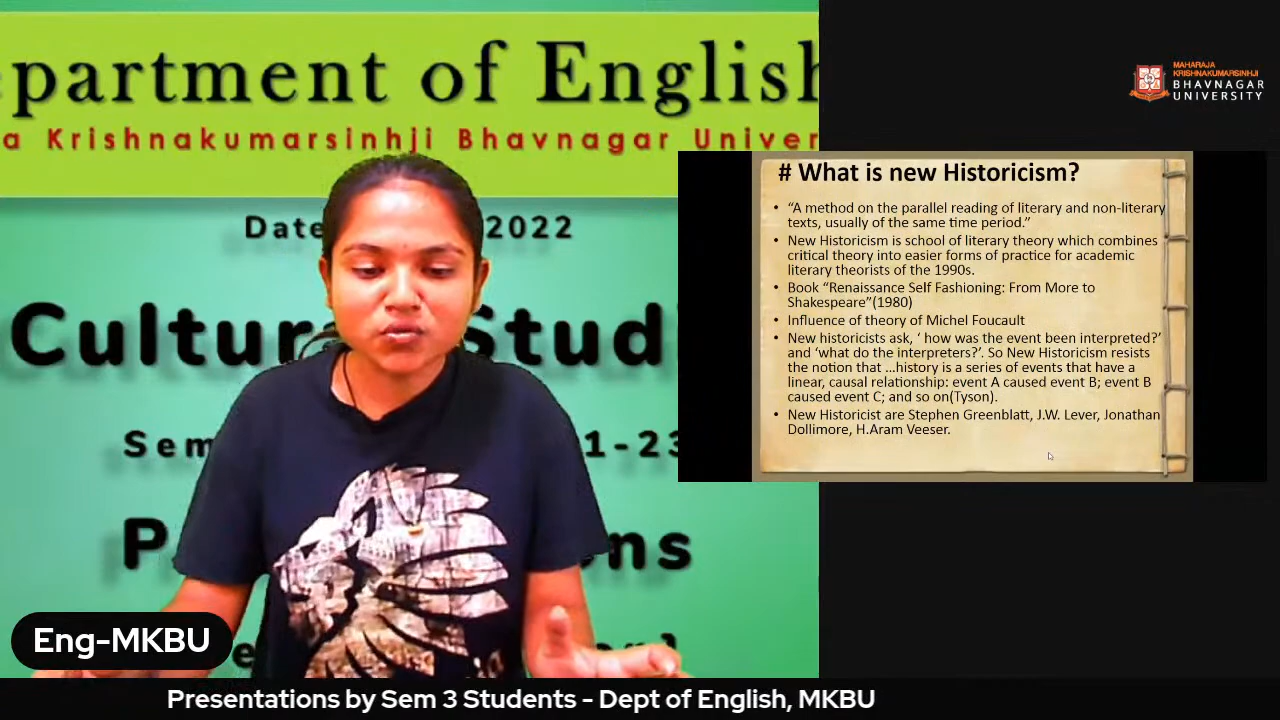 epartment of English
a Krishnakumarsinhji Bhavnagar Univer
Date 2022
Cultur Studi
Sem 1-23
P ns
Eng-MKBU
Presentations by Sem 3 Students - Dept of English, MKBU
MAHARAJA
KRISHNAKUMARSINHJI
BHAVNAGAR
UNIVERSITY
# What is new Historicism?
• “A method on the parallel reading of literary and non-literary
texts, usually of the same time period.”
• New Historicism is school of literary theory which combines
critical theory into easier forms of practice for academic
literary theorists of the 1990s.
• Book “Renaissance Self Fashioning: From More to
Shakespeare”(1980)
• Influence of theory of Michel Foucault
• New historicists ask, ‘ how was the event been interpreted?’
and ‘what do the interpreters?’. So New Historicism resists
the notion that ...history is a series of events that have a
linear, causal relationship: event A caused event B; event B
caused event C; and so on(Tyson).
• New Historicist are Stephen Greenblatt, J.W. Lever, Jonathan
Dollimore, H.Aram Veeser.